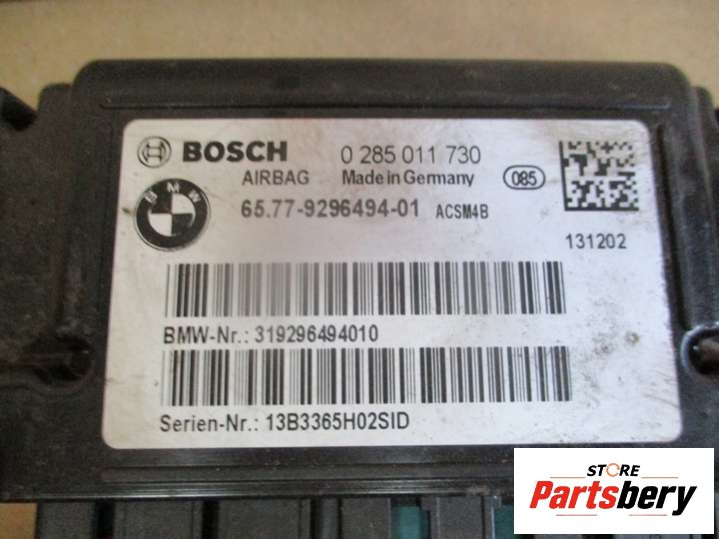 BOSCH 0 285 011 730
AIRBAG Made in Germany 085
BMW 65.77-9296494-01 ACSM4B
131202
BMW-Nr.: 319296494010
Serien-Nr.: 13B3365H02SID
STORE
Partsbery